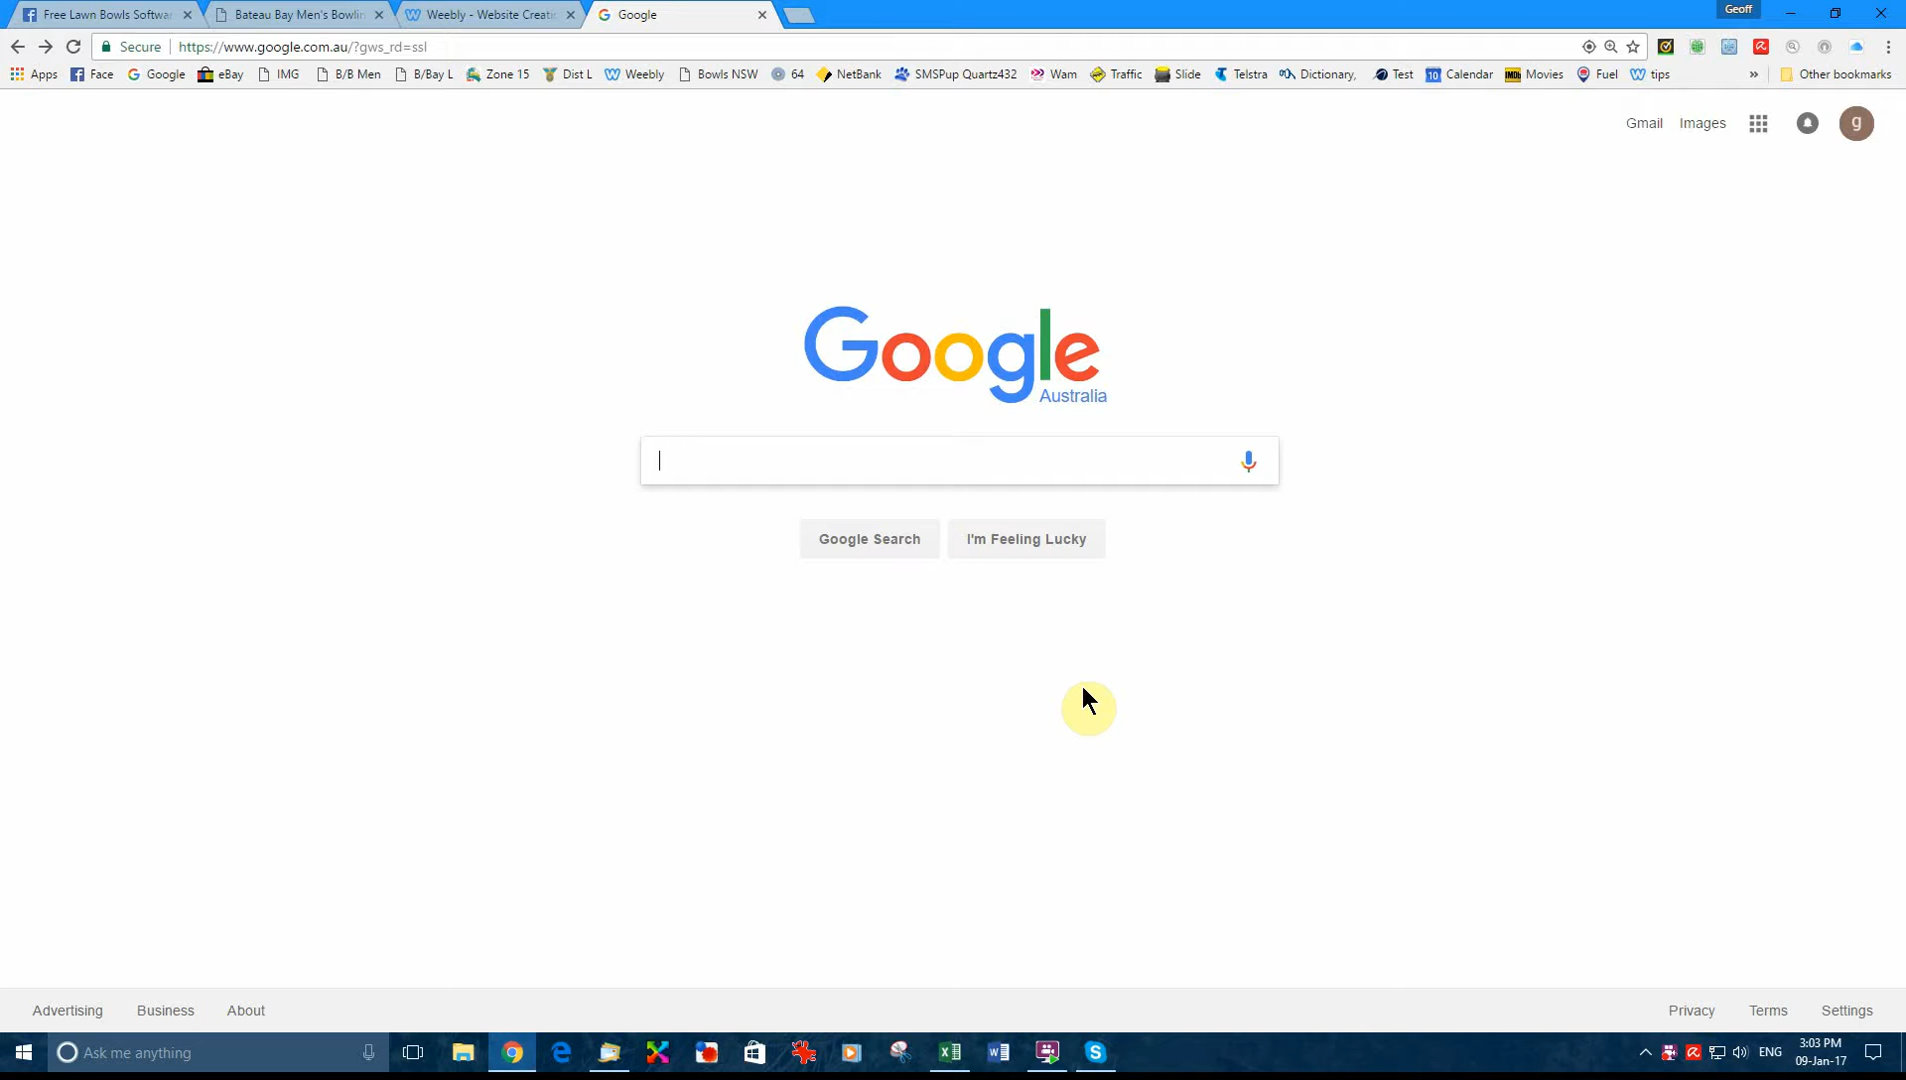 Free Lawn Bowls Softwa
Bateau Bay Men's Bowlin
Weebly - Website Creati
Google
Geoff
Secure
https://www.google.com.au/?gws_rd=ssl
Apps
Face
Google
eBay
IMG
B/B Men
B/Bay L
Zone 15
Dist L
Weebly
Bowls NSW
64
NetBank
SMSPup Quartz432
Wam
Traffic
Slide
Telstra
Dictionary,
Test
10 Calendar
IMDb Movies
Fuel
tips
»
Other bookmarks
Gmail
Images
g
Google
Australia
Google Search
I'm Feeling Lucky
Advertising
Business
About
Privacy
Terms
Settings
Ask me anything
ENG
3:03 PM
09-Jan-17